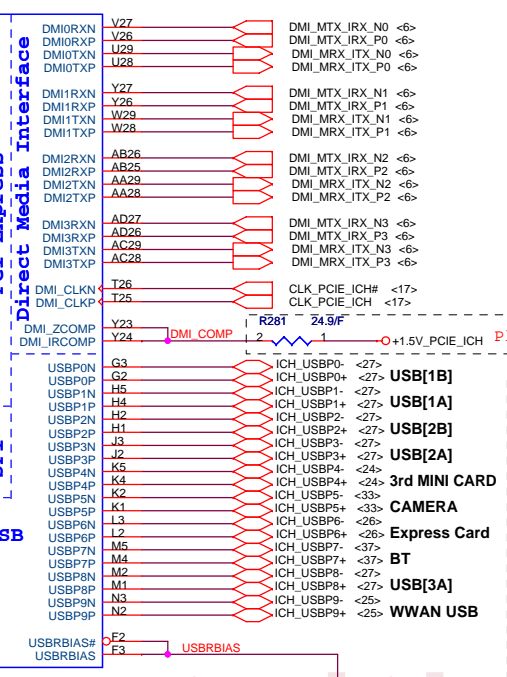 DMI0RXN V27 DMI_MTX_IRX_N0 <6>
DMI0RXP V26 DMI_MTX_IRX_P0 <6>
DMI0TXN U29 DMI_MRX_ITX_N0 <6>
DMI0TXP U28 DMI_MRX_ITX_P0 <6>
DMI1RXN Y27 DMI_MTX_IRX_N1 <6>
DMI1RXP Y26 DMI_MTX_IRX_P1 <6>
DMI1TXN W29 DMI_MRX_ITX_N1 <6>
DMI1TXP W28 DMI_MRX_ITX_P1 <6>
DMI2RXN AB26 DMI_MTX_IRX_N2 <6>
DMI2RXP AB25 DMI_MTX_IRX_P2 <6>
DMI2TXN AA29 DMI_MRX_ITX_N2 <6>
DMI2TXP AA28 DMI_MRX_ITX_P2 <6>
DMI3RXN AD27 DMI_MTX_IRX_N3 <6>
DMI3RXP AD26 DMI_MTX_IRX_P3 <6>
DMI3TXN AC29 DMI_MRX_ITX_N3 <6>
DMI3TXP AC28 DMI_MRX_ITX_P3 <6>
Direct Media Interface
DMI_CLKN T26 CLK_PCIE_ICH# <17>
DMI_CLKP T25 CLK_PCIE_ICH <17>
R281 24.9/F
DMI_ZCOMP Y23
DMI_IRCOMP Y24 DMI_COMP 2 1 +1.5V_PCIE_ICH
USBP0N G3 ICH_USBP0- <27>
USBP0P G2 ICH_USBP0+ <27> USB[1B]
USBP1N H5 ICH_USBP1- <27>
USBP1P H4 ICH_USBP1+ <27> USB[1A]
USBP2N H2 ICH_USBP2- <27>
USBP2P H1 ICH_USBP2+ <27> USB[2B]
USBP3N J3 ICH_USBP3- <27>
USBP3P J2 ICH_USBP3+ <27> USB[2A]
USBP4N K5 ICH_USBP4- <24>
USBP4P K4 ICH_USBP4+ <24> 3rd MINI CARD
USBP5N K2 ICH_USBP5- <33>
USBP5P K1 ICH_USBP5+ <33> CAMERA
USBP6N L3 ICH_USBP6- <26>
USBP6P L2 ICH_USBP6+ <26> Express Card
USBP7N M5 ICH_USBP7- <37>
USBP7P M4 ICH_USBP7+ <37> BT
USBP8N M2 ICH_USBP8- <27>
USBP8P M1 ICH_USBP8+ <27> USB[3A]
USBP9N N3 ICH_USBP9- <25>
USBP9P N2 ICH_USBP9+ <25> WWAN USB
SB
USBRBIAS# F2
USBRBIAS F3 USBRBIAS